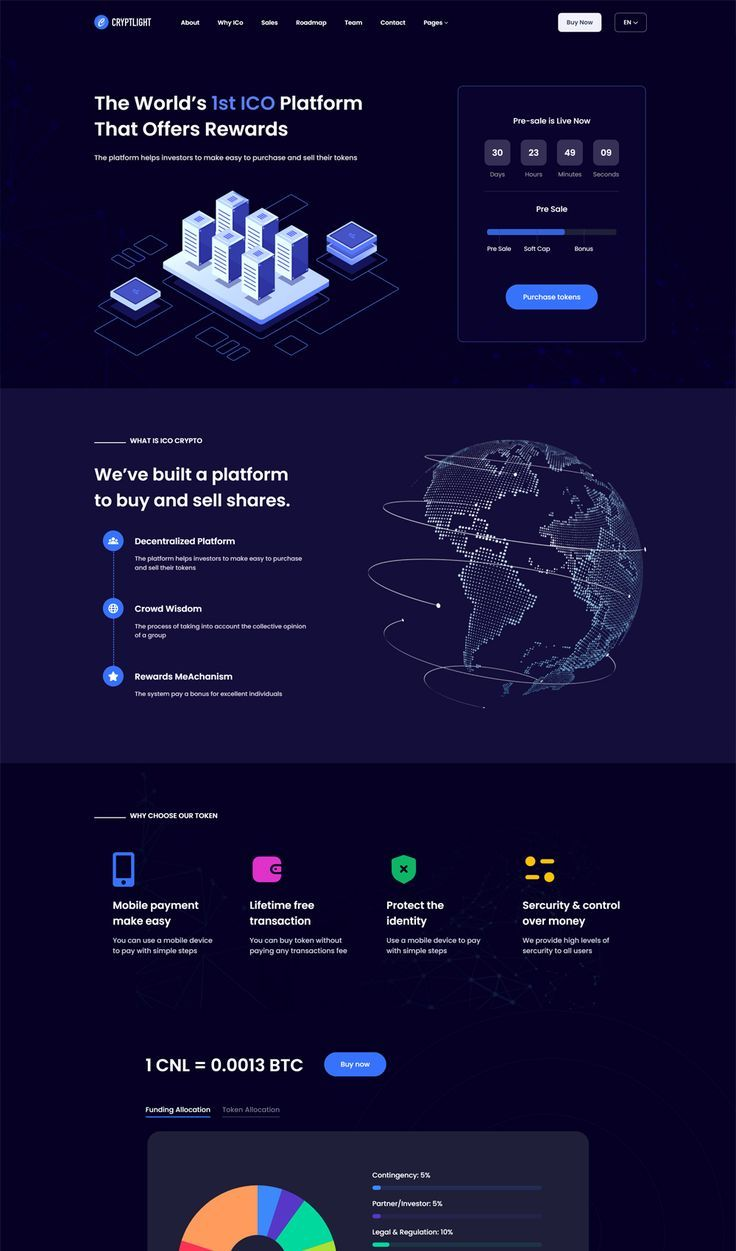 CRYPTLIGHT
About Why ICo Sales Roadmap Team Contact Pages
Buy Now
EN
The World's 1st ICO Platform
That Offers Rewards
The platform helps investors to make easy to purchase and sell their tokens
Pre-sale is Live Now
30 23 49 09
Days Hours Minutes Seconds
Pre Sale
Pre Sale Soft Cap Bonus
Purchase tokens
WHAT IS ICO CRYPTO
We've built a platform
to buy and sell shares.
Decentralized Platform
The platform helps investors to make easy to purchase
and sell their tokens
Crowd Wisdom
The process of taking into account the collective opinion
of a group
Rewards MeAchanism
The system pay a bonus for excellent individuals
WHY CHOOSE OUR TOKEN
Mobile payment
make easy
You can use a mobile device
to pay with simple steps
Lifetime free
transaction
You can buy token without
paying any transactions fee
Protect the
identity
Use a mobile device to pay
with simple steps
Sercurity & control
over money
We provide high levels of
sercurity to all users
1 CNL = 0.0013 BTC
Buy now
Funding Allocation Token Allocation
Contingency: 5%
Partner/Investor: 5%
Legal & Regulation: 10%